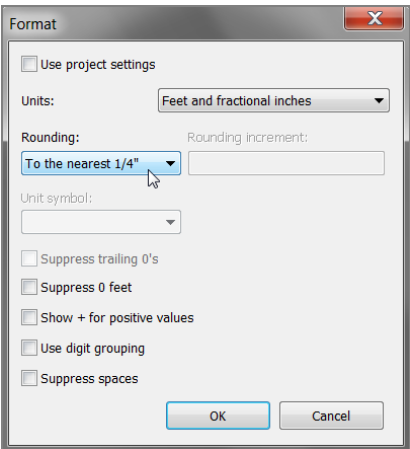 Format
Use project settings
Units: Feet and fractional inches
Rounding: Rounding increment:
To the nearest 1/4"
Unit symbol:
Suppress trailing 0's
Suppress 0 feet
Show + for positive values
Use digit grouping
Suppress spaces
OK Cancel